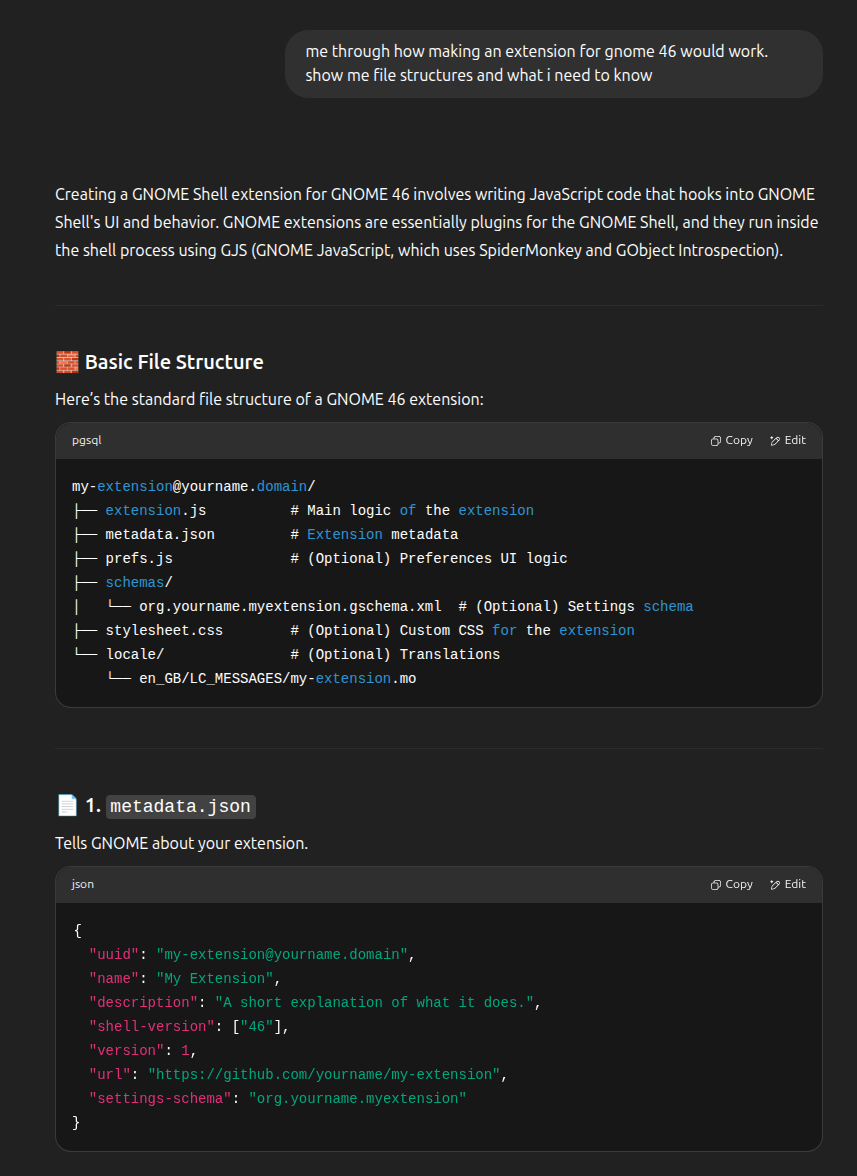 me through how making an extension for gnome 46 would work.
show me file structures and what i need to know
Creating a GNOME Shell extension for GNOME 46 involves writing JavaScript code that hooks into GNOME
Shell's UI and behavior. GNOME extensions are essentially plugins for the GNOME Shell, and they run inside
the shell process using GJS (GNOME JavaScript, which uses SpiderMonkey and GObject Introspection).
🧱 Basic File Structure
Here’s the standard file structure of a GNOME 46 extension:
pgsql Copy Edit
my-extension@yourname.domain/
├── extension.js          # Main logic of the extension
├── metadata.json         # Extension metadata
├── prefs.js              # (Optional) Preferences UI logic
├── schemas/
│   └── org.yourname.myextension.gschema.xml  # (Optional) Settings schema
├── stylesheet.css        # (Optional) Custom CSS for the extension
└── locale/               # (Optional) Translations
    └── en_GB/LC_MESSAGES/my-extension.mo
📄 1. metadata.json
Tells GNOME about your extension.
json Copy Edit
{
  "uuid": "my-extension@yourname.domain",
  "name": "My Extension",
  "description": "A short explanation of what it does.",
  "shell-version": ["46"],
  "version": 1,
  "url": "https://github.com/yourname/my-extension",
  "settings-schema": "org.yourname.myextension"
}